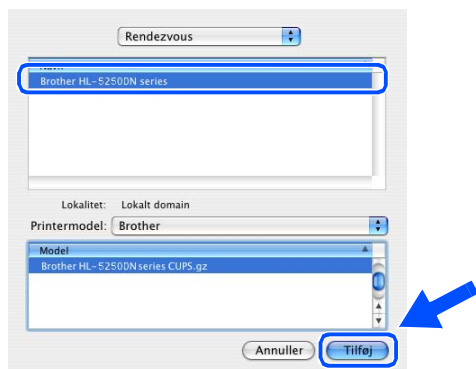 Rendezvous
Brother HL-5250DN series
Lokalitet: Lokalt domain
Printermodel: Brother
Model
Brother HL-5250DN series CUPS.gz
Annuller Tilføj